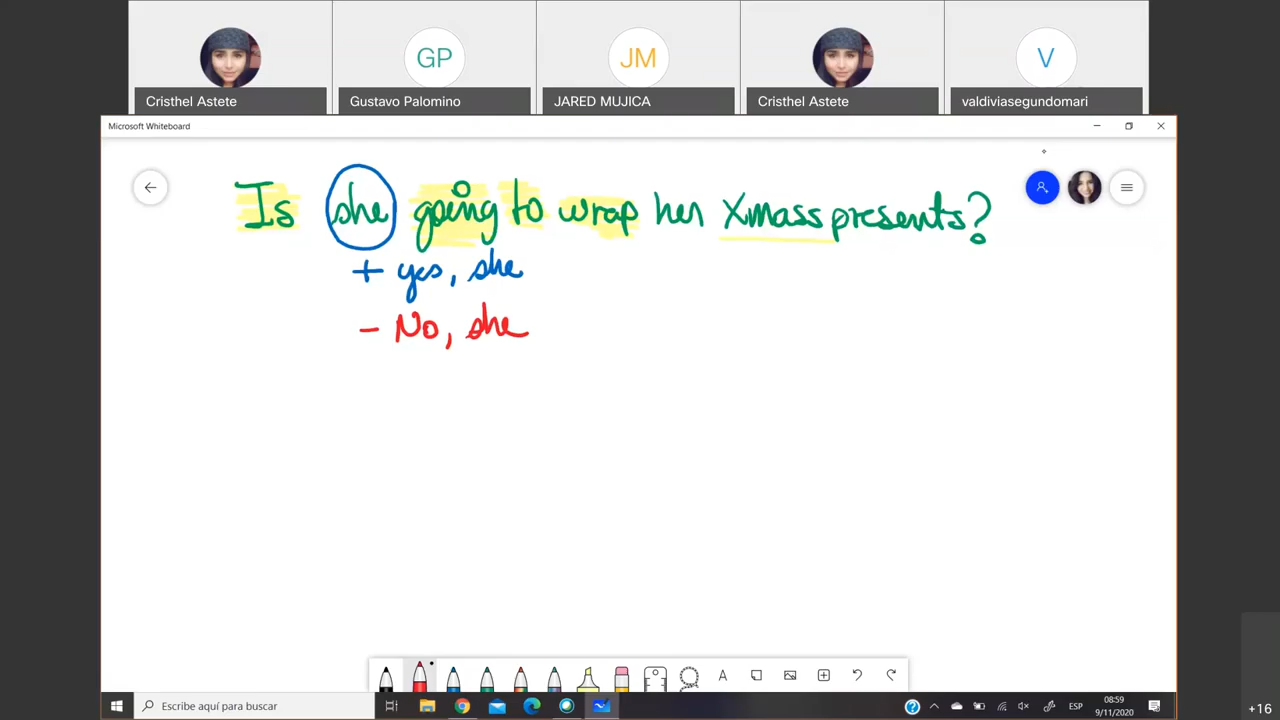 GP
JM
V
Cristhel Astete
Gustavo Palomino
JARED MUJICA
Cristhel Astete
valdiviasegundomari
Microsoft Whiteboard
Is she going to wrap her Xmass presents?
+ yes, she
- No, she
A
Escribe aquí para buscar
ESP
08:59
9/11/2020
+16